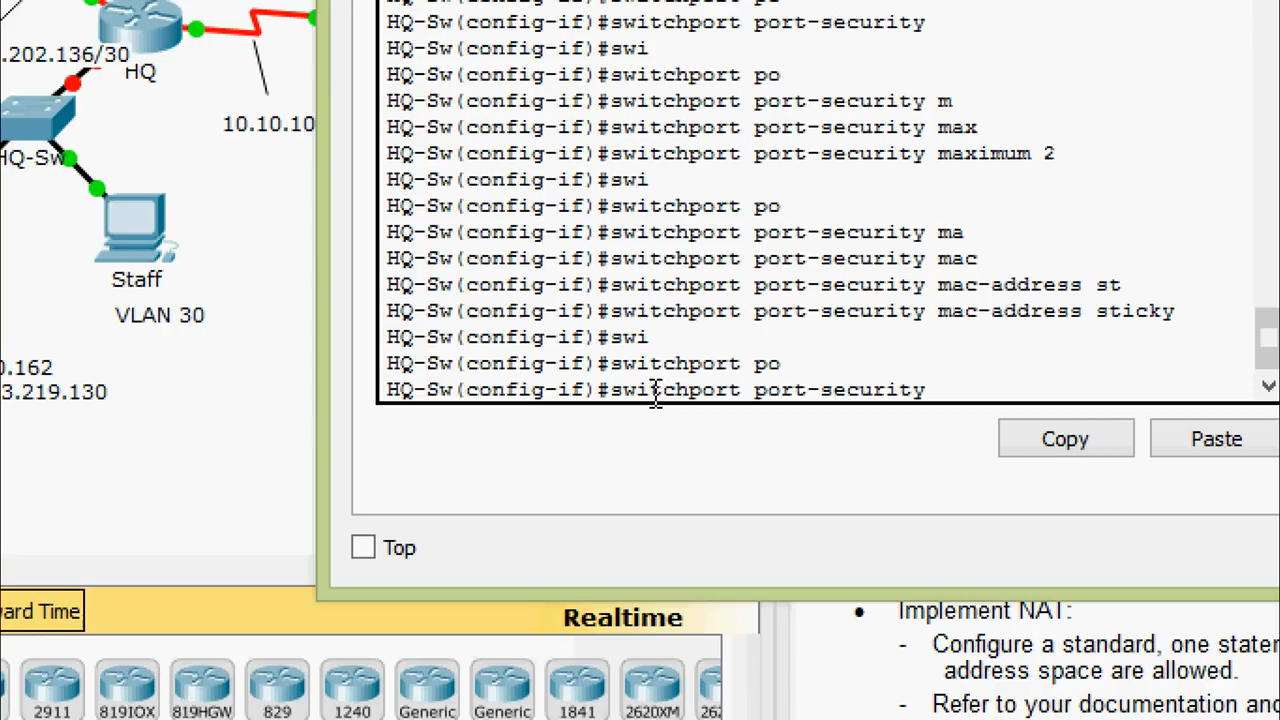 HQ-Sw(config-if)#switchport port-security
HQ-Sw(config-if)#swi
HQ-Sw(config-if)#switchport po
HQ-Sw(config-if)#switchport port-security m
HQ-Sw(config-if)#switchport port-security max
HQ-Sw(config-if)#switchport port-security maximum 2
HQ-Sw(config-if)#swi
HQ-Sw(config-if)#switchport po
HQ-Sw(config-if)#switchport port-security ma
HQ-Sw(config-if)#switchport port-security mac
HQ-Sw(config-if)#switchport port-security mac-address st
HQ-Sw(config-if)#switchport port-security mac-address sticky
HQ-Sw(config-if)#swi
HQ-Sw(config-if)#switchport po
HQ-Sw(config-if)#switchport port-security
.202.136/30
HQ
10.10.10
HQ-Sw
Staff
VLAN 30
0.162
3.219.130
Copy
Paste
Top
ward Time
Realtime
2911
819IOX
819HGW
829
1240
Generic
Generic
1841
2620XM
262
• Implement NAT:
- Configure a standard, one stater
address space are allowed.
- Refer to your documentation and